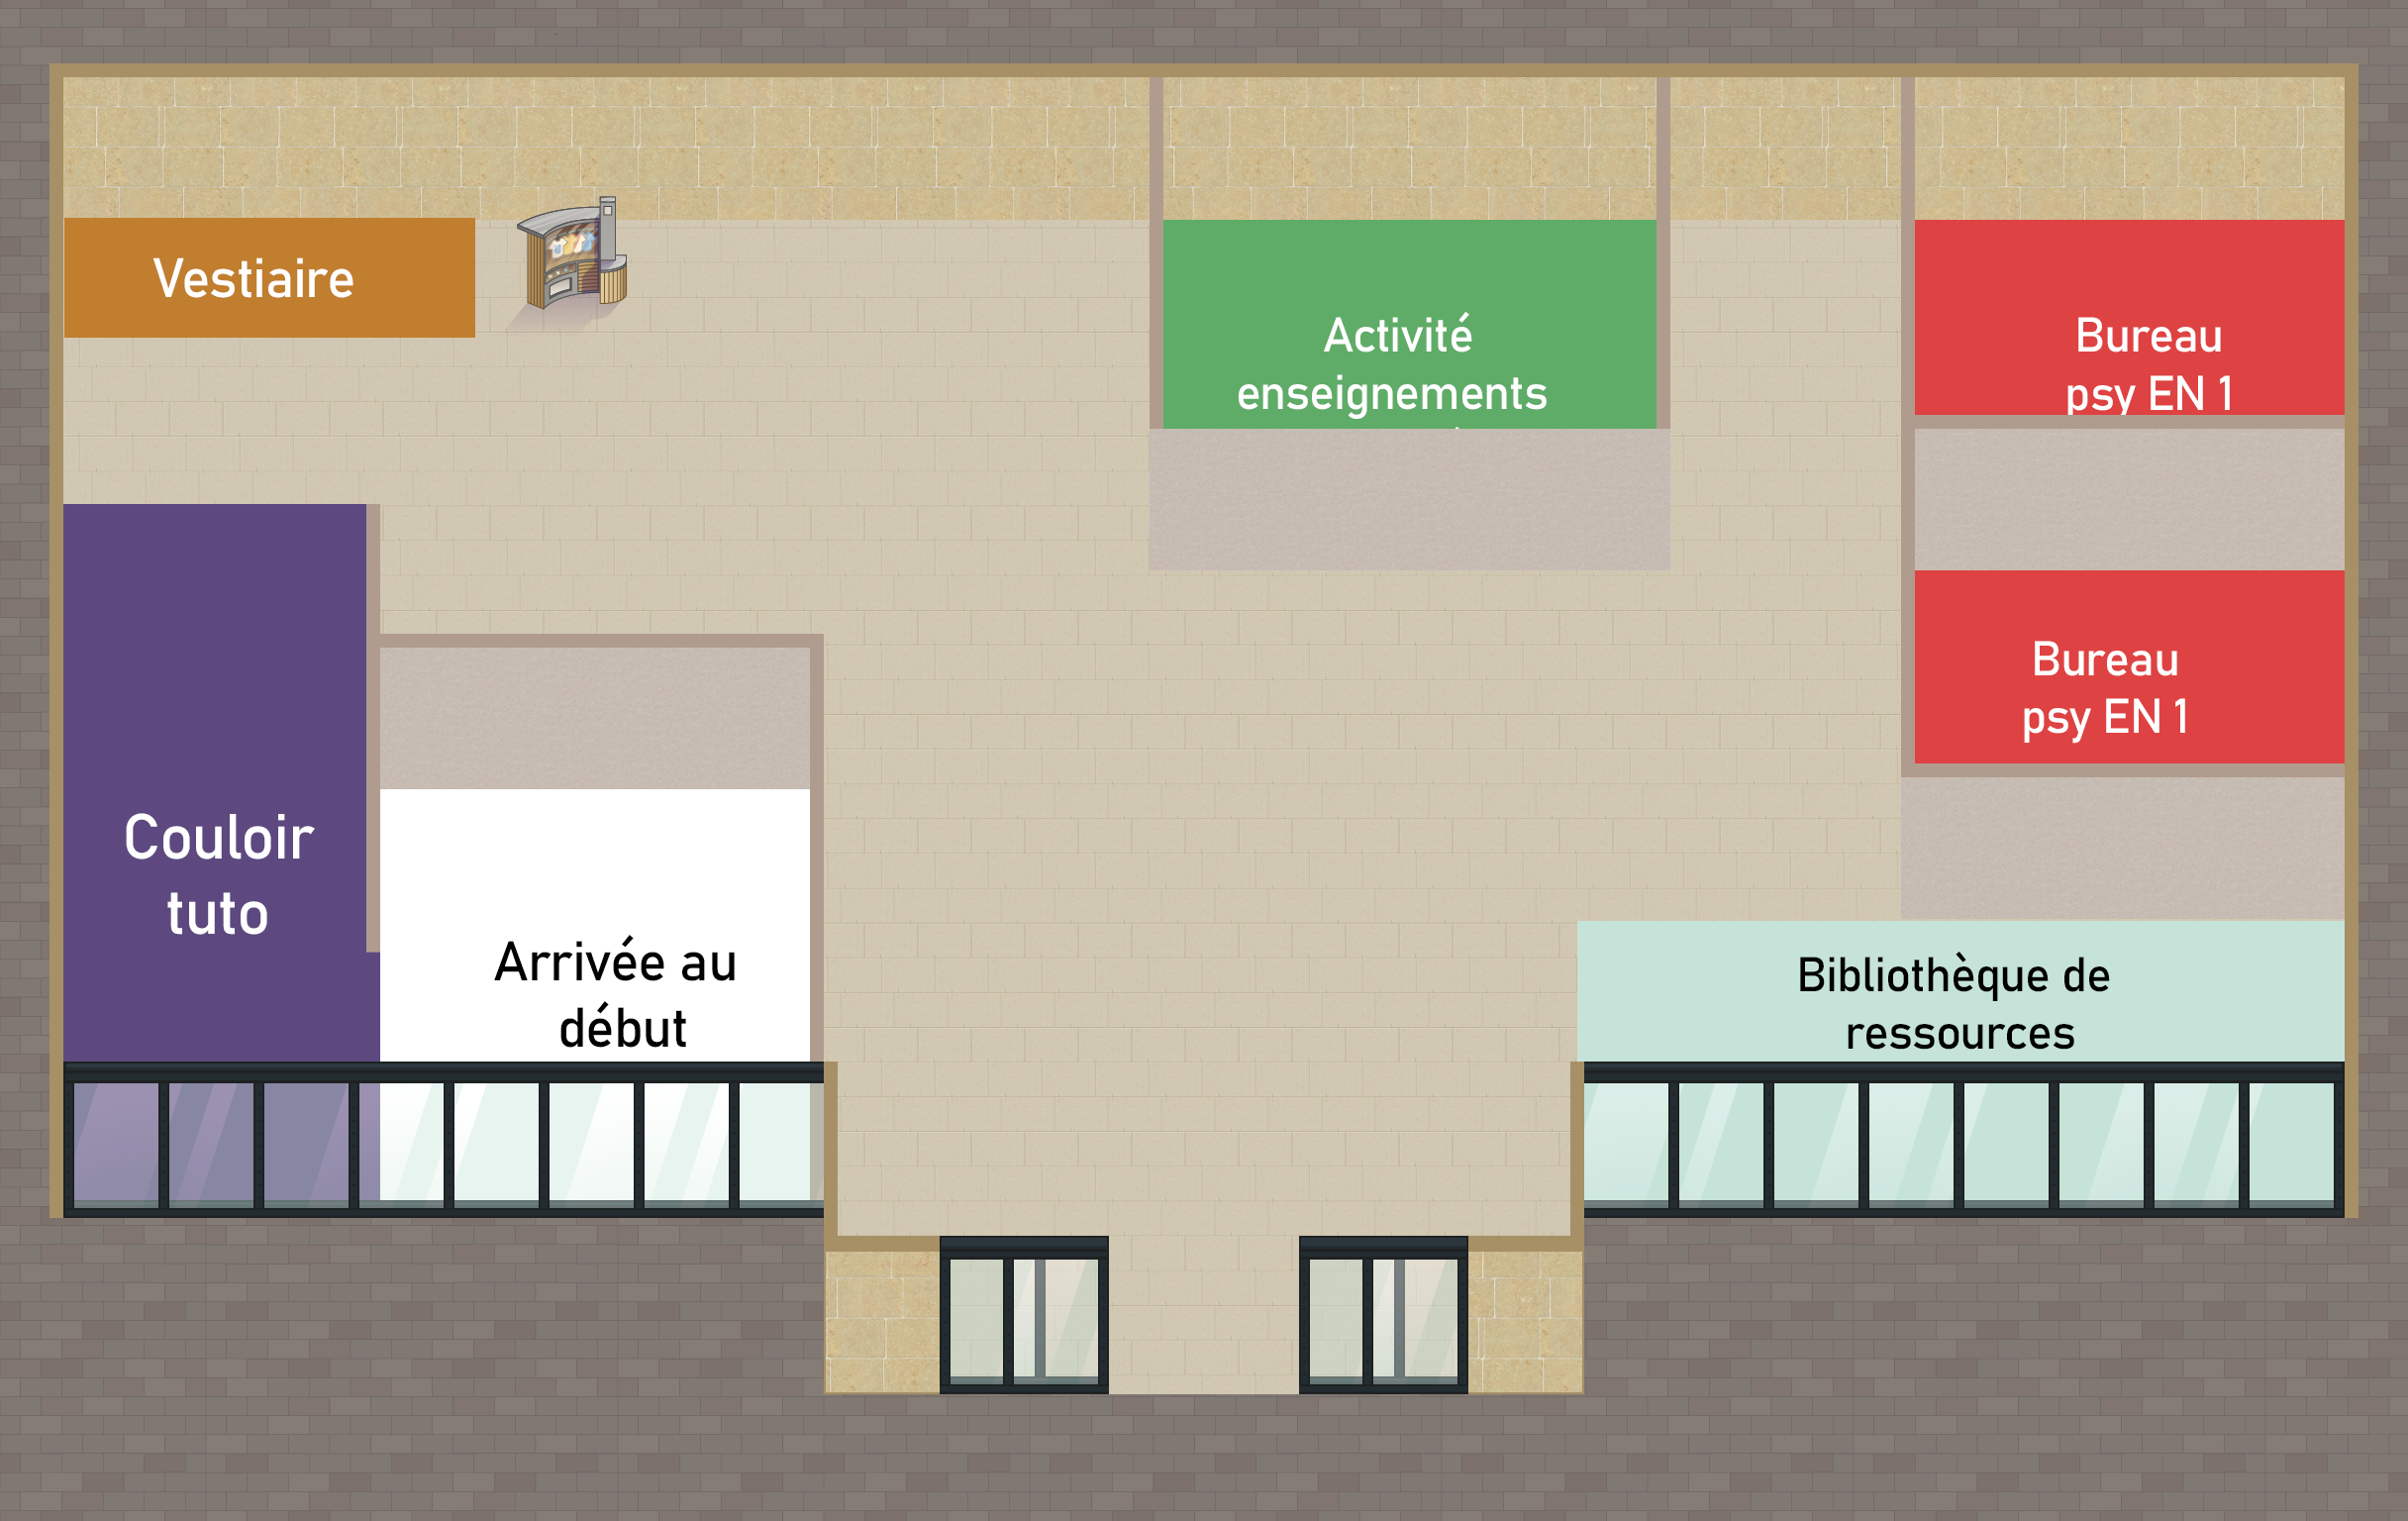 Vestiaire
Activité
enseignements
Bureau
psy EN 1
Bureau
psy EN 1
Couloir
tuto
Arrivée au
début
Bibliothèque de
ressources